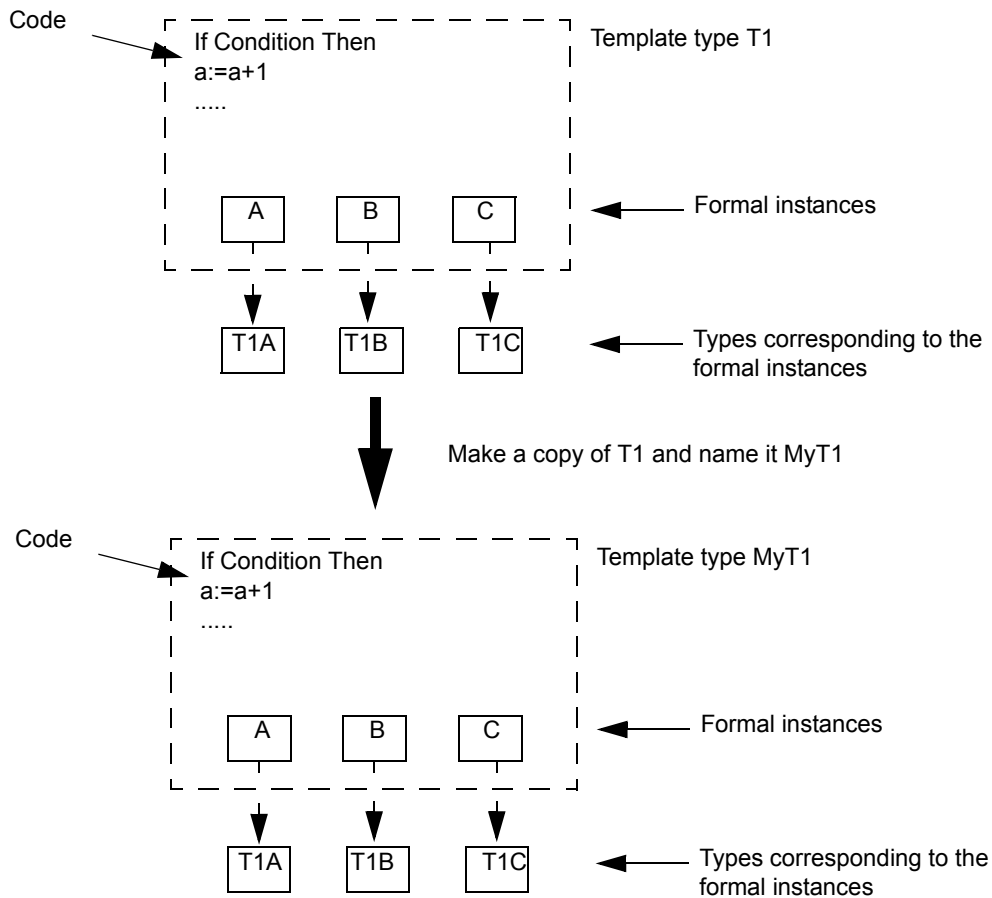 Code
If Condition Then
a:=a+1
.....
Template type T1
A B C
Formal instances
T1A T1B T1C
Types corresponding to the
formal instances
Make a copy of T1 and name it MyT1
Code
If Condition Then
a:=a+1
.....
Template type MyT1
A B C
Formal instances
T1A T1B T1C
Types corresponding to the
formal instances